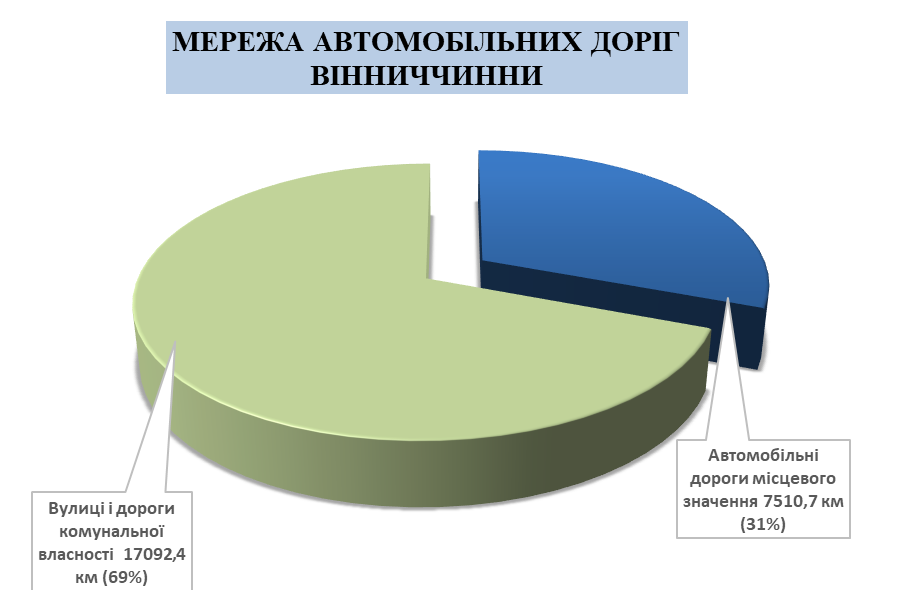 МЕРЕЖА АВТОМОБІЛЬНИХ ДОРІГ
ВІННИЧЧИННИ
Автомобільні
дороги місцевого
значення 7510,7 км
(31%)
Вулиці і дороги
комунальної
власності 17092,4
км (69%)